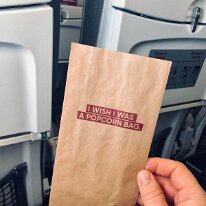 I WISH I WAS
A POPCORN BAG.